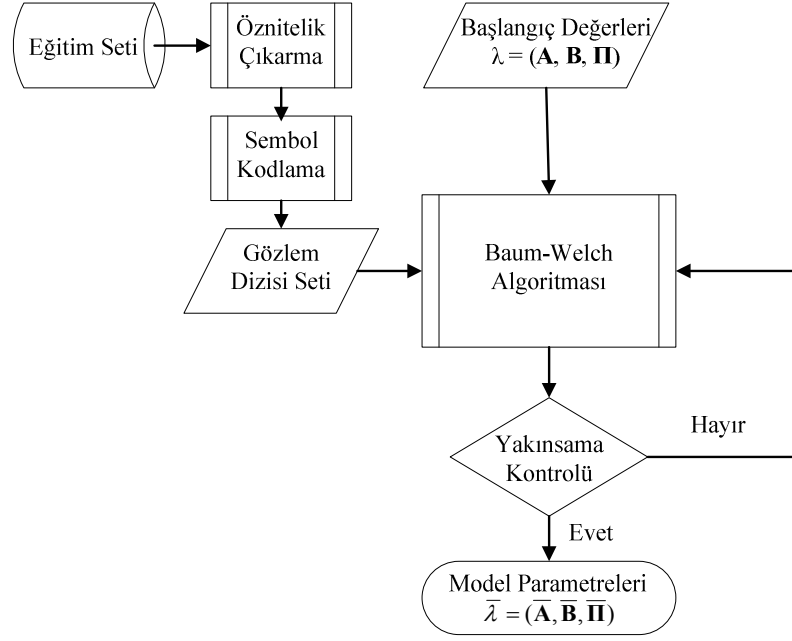 Eğitim Seti
Öznitelik
Çıkarma
Başlangıç Değerleri
λ = (A, B, Π)
Sembol
Kodlama
Gözlem
Dizisi Seti
Baum-Welch
Algoritması
Yakınsama
Kontrolü
Hayır
Evet
Model Parametreleri
λ̅ = (A̅, B̅, Π̅)